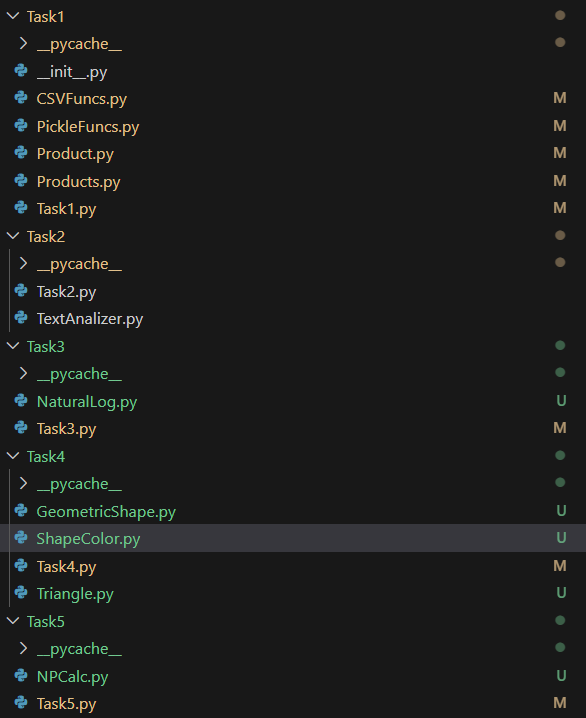 Task1
__pycache__
__init__.py
CSVFuncs.py M
PickleFuncs.py M
Product.py M
Products.py M
Task1.py M
Task2
__pycache__
Task2.py
TextAnalizer.py
Task3
__pycache__
NaturalLog.py U
Task3.py M
Task4
__pycache__
GeometricShape.py U
ShapeColor.py U
Task4.py M
Triangle.py U
Task5
__pycache__
NPCalc.py U
Task5.py M